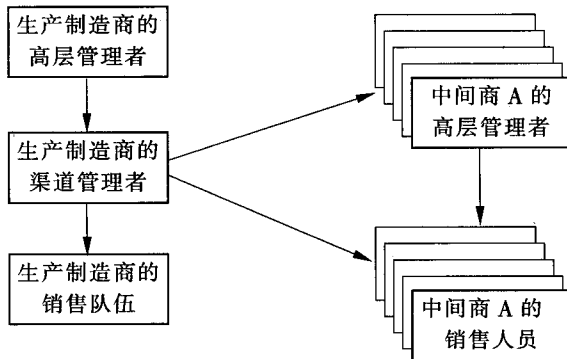 生产制造商的
高层管理者
中间商 A 的
高层管理者
生产制造商的
渠道管理者
生产制造商的
销售队伍
中间商 A 的
销售人员